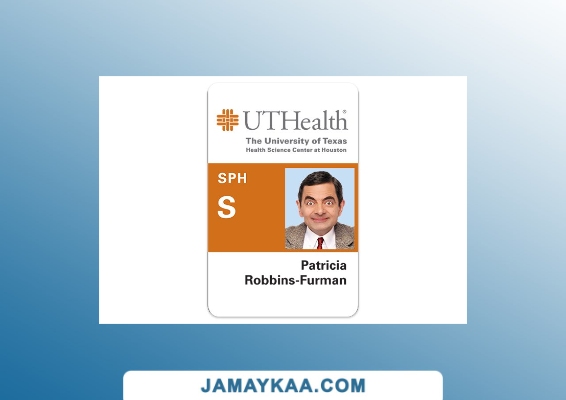 UTHealth®
The University of Texas
Health Science Center at Houston
SPH
S
Patricia
Robbins-Furman
JAMAYKAA.COM